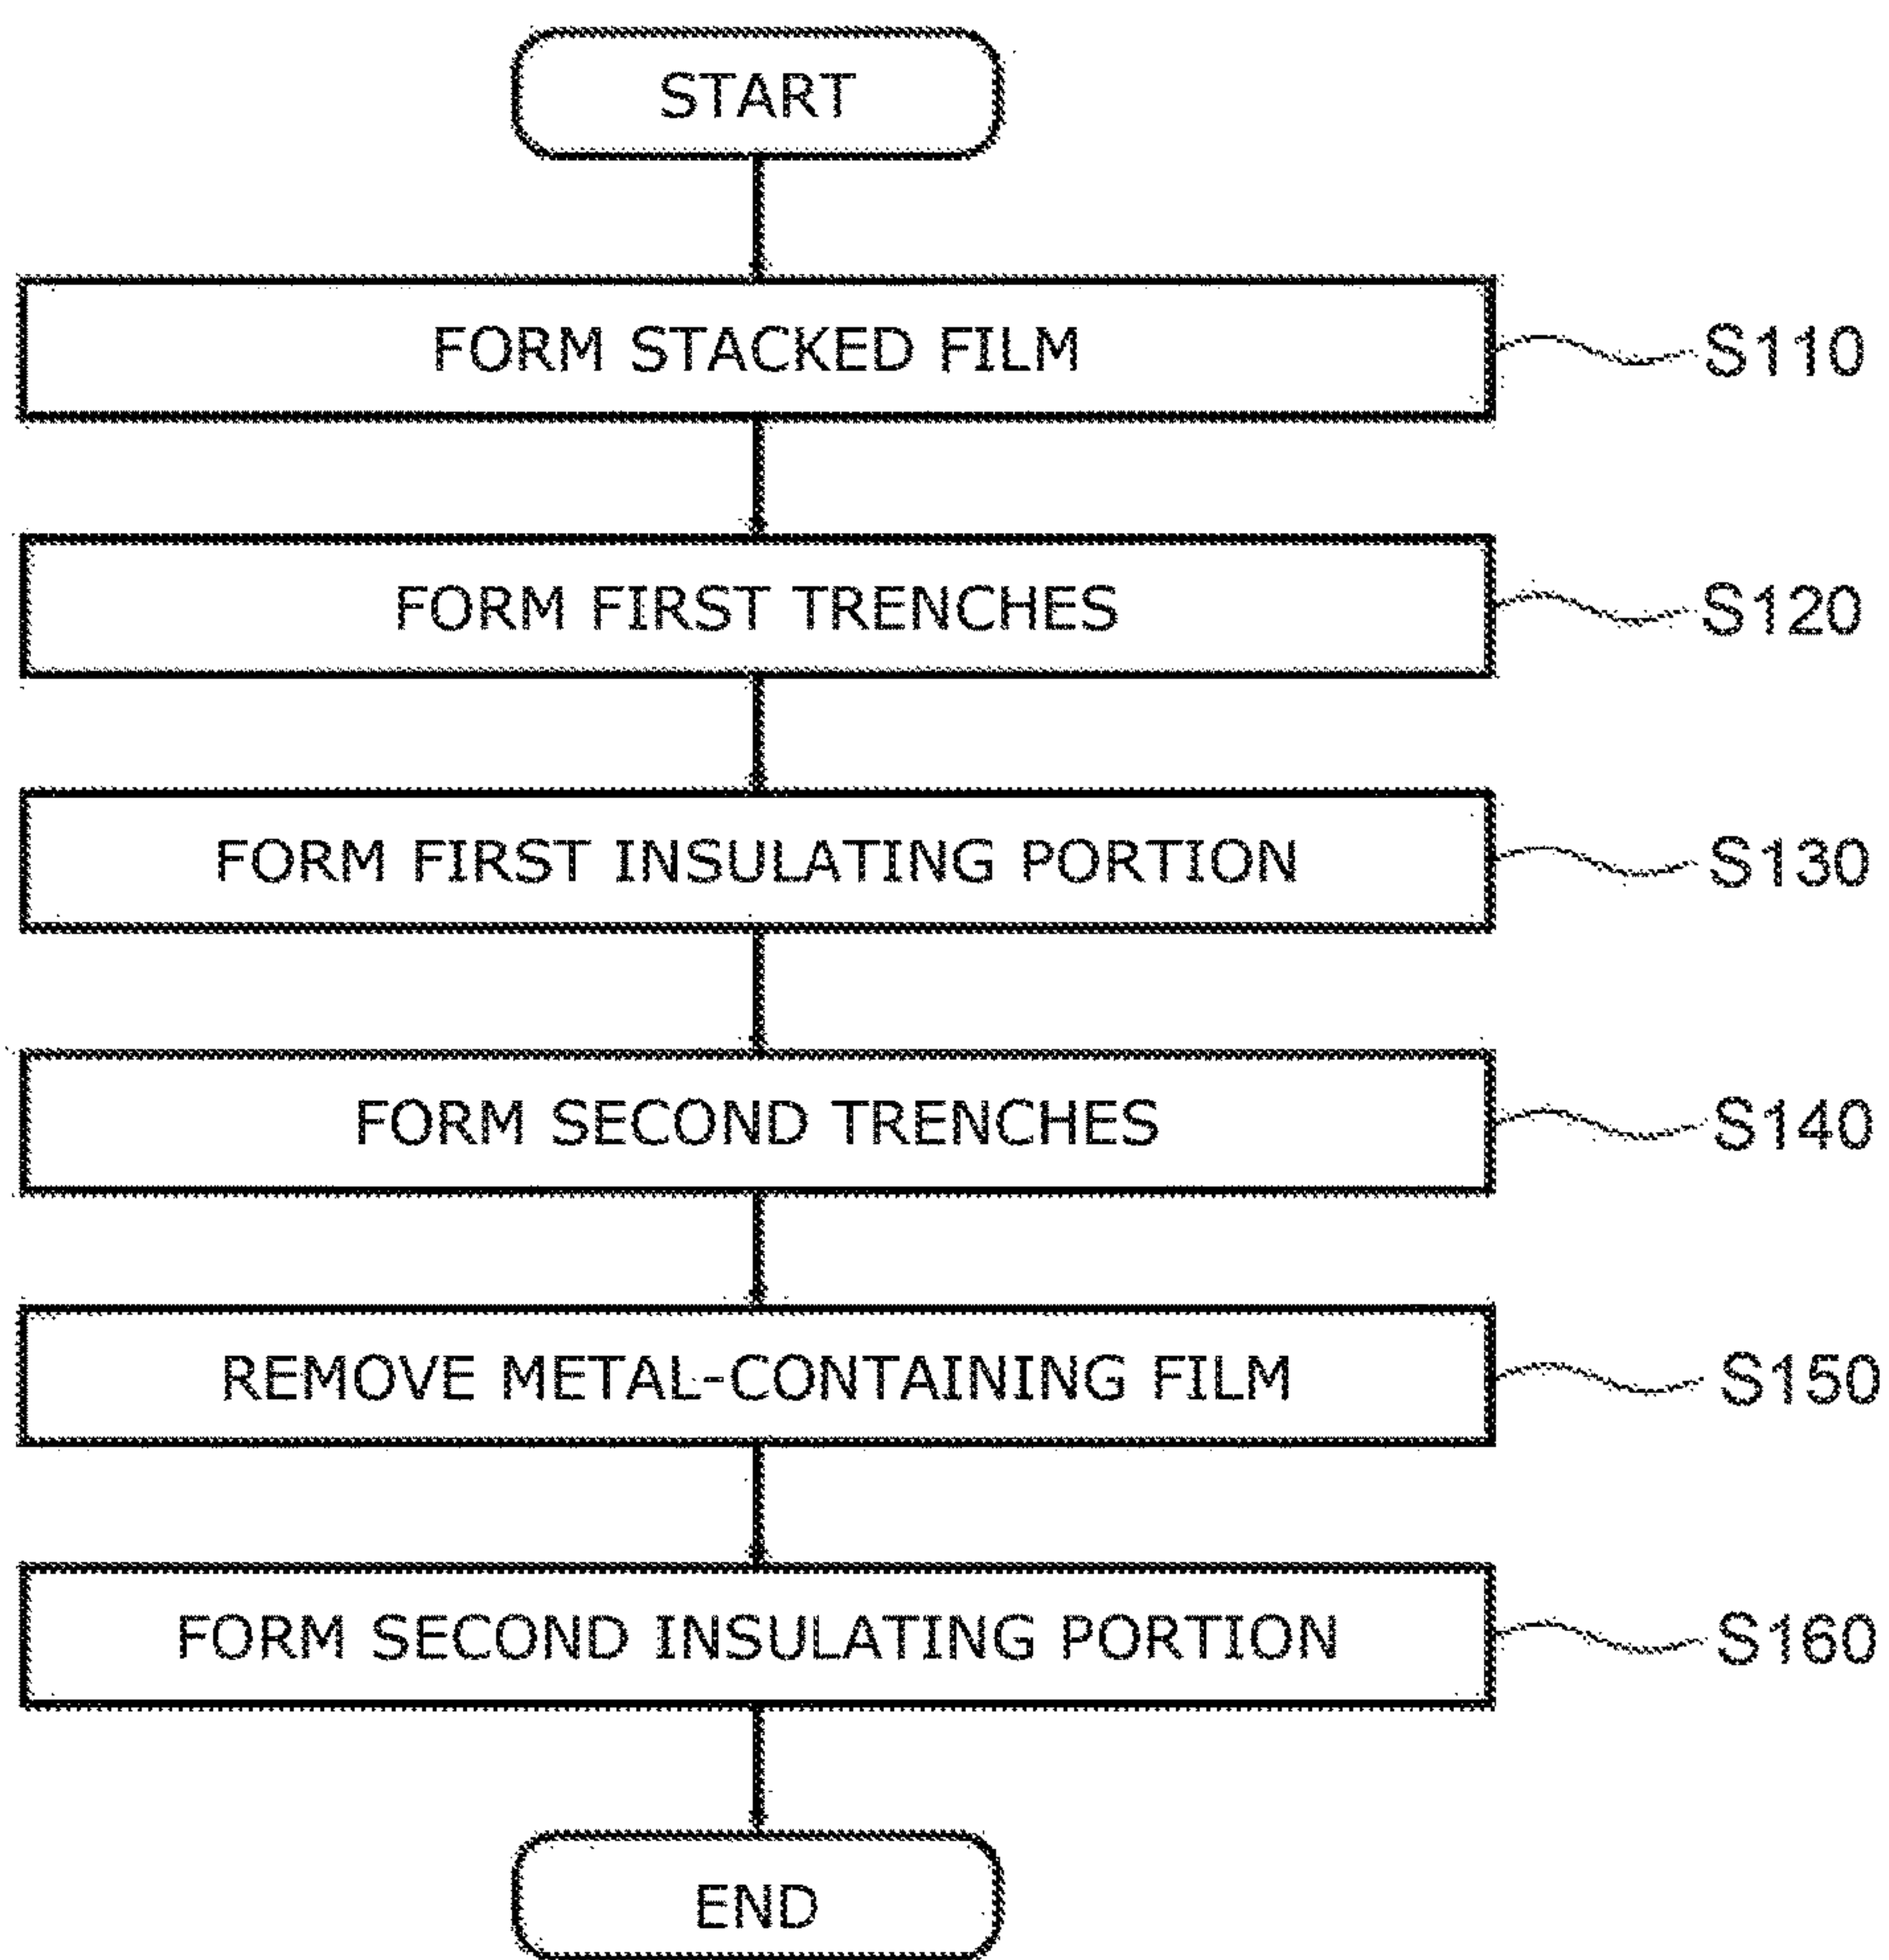 START
FORM STACKED FILM S110
FORM FIRST TRENCHES S120
FORM FIRST INSULATING PORTION S130
FORM SECOND TRENCHES S140
REMOVE METAL-CONTAINING FILM S150
FORM SECOND INSULATING PORTION S160
END